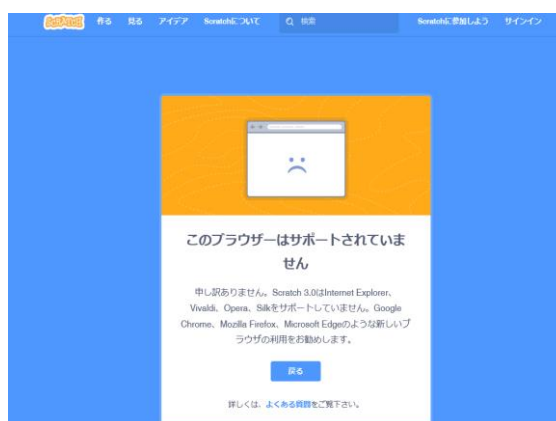 SCRATCH 作る 見る アイデア Scratchについて 検索 Scratchに参加しよう サインイン
このブラウザーはサポートされていま
せん
申し訳ありません。Scratch 3.0はInternet Explorer、
Vivaldi、Opera、Silkをサポートしていません。Google
Chrome、Mozilla Firefox、Microsoft Edgeのような新しいブ
ラウザの利用をお勧めします。
戻る
詳しくは、よくある質問をご覧下さい。